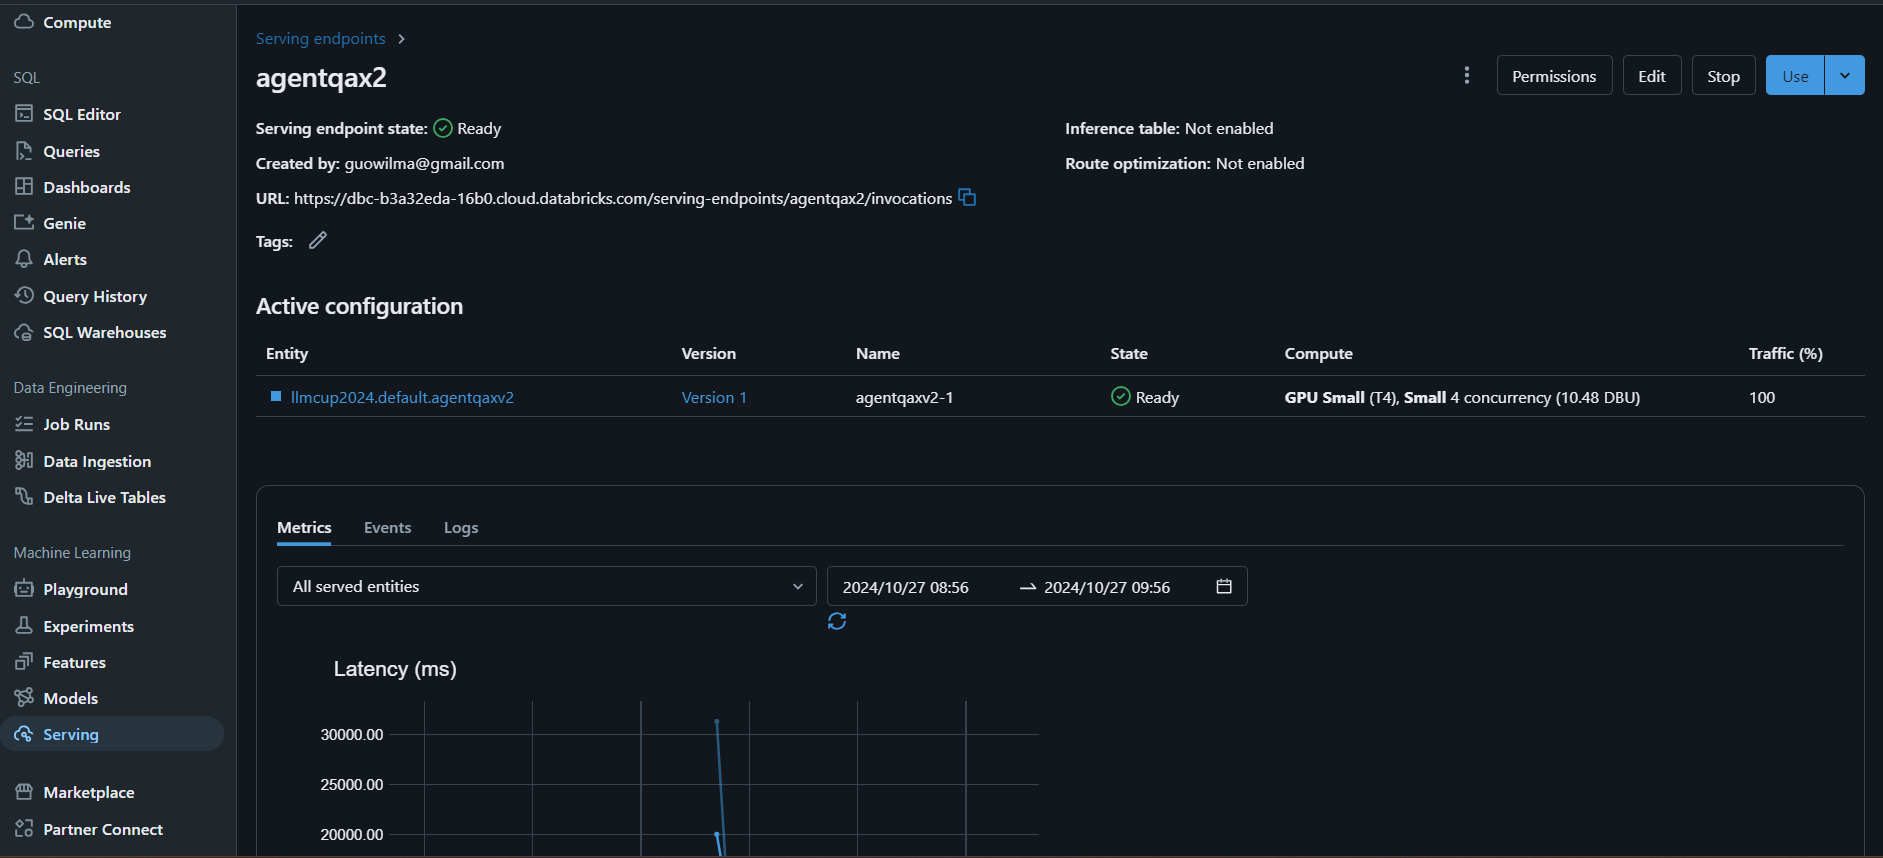 Compute
SQL
SQL Editor
Queries
Dashboards
Genie
Alerts
Query History
SQL Warehouses
Data Engineering
Job Runs
Data Ingestion
Delta Live Tables
Machine Learning
Playground
Experiments
Features
Models
Serving
Marketplace
Partner Connect
Serving endpoints
agentqax2
Permissions
Edit
Stop
Use
Serving endpoint state: Ready
Created by: guowilma@gmail.com
URL: https://dbc-b3a32eda-16b0.cloud.databricks.com/serving-endpoints/agentqax2/invocations
Tags:
Inference table: Not enabled
Route optimization: Not enabled
Active configuration
Entity Version Name State Compute Traffic (%)
llmcup2024.default.agentqaxv2 Version 1 agentqaxv2-1 Ready GPU Small (T4), Small 4 concurrency (10.48 DBU) 100
Metrics Events Logs
All served entities
2024/10/27 08:56 2024/10/27 09:56
Latency (ms)
30000.00
25000.00
20000.00